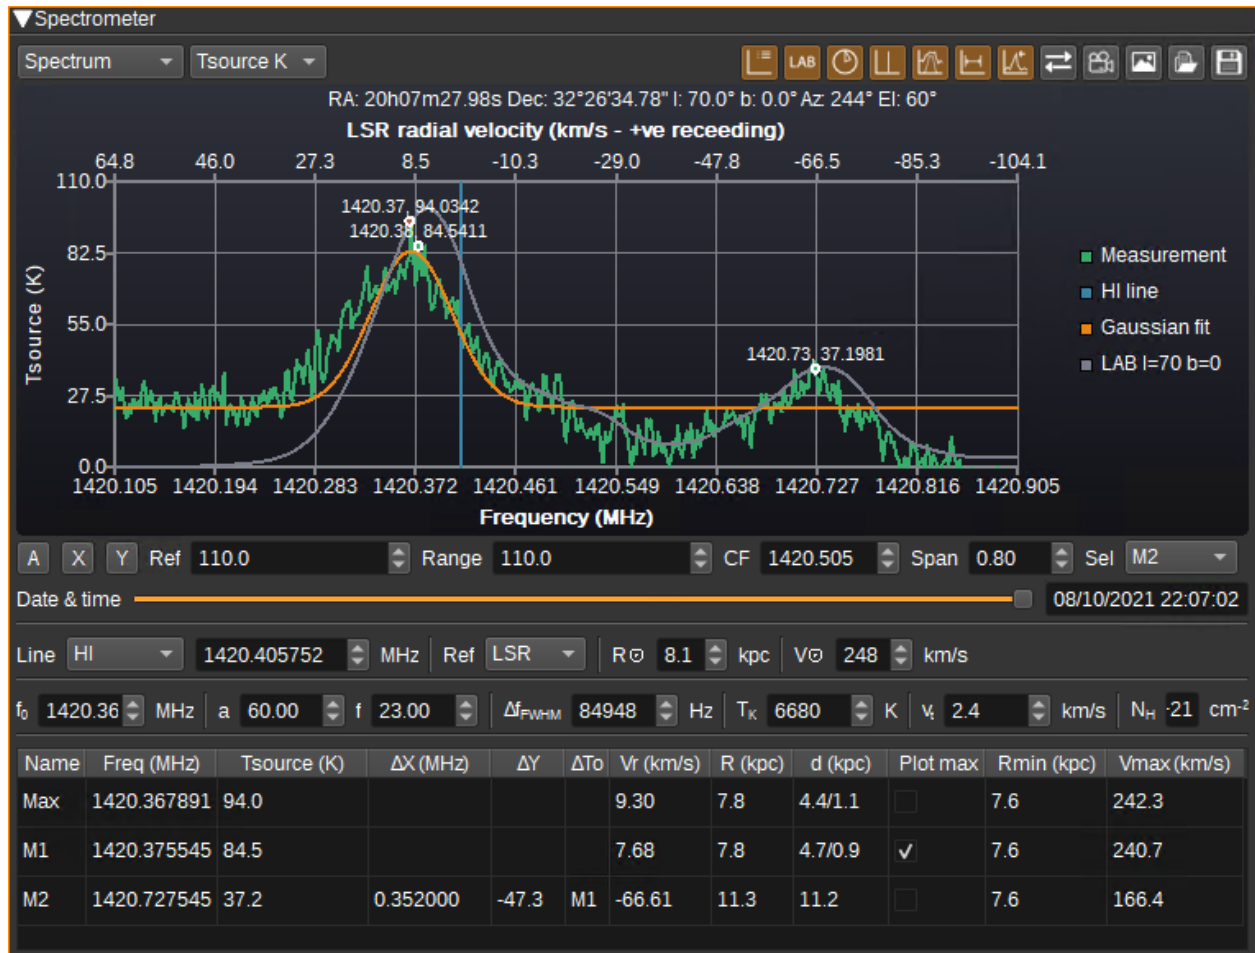 ▼Spectrometer
Spectrum Tsource K LAB
RA: 20h07m27.98s Dec: 32°26'34.78" l: 70.0° b: 0.0° Az: 244° El: 60°
LSR radial velocity (km/s - +ve receeding)
64.8 46.0 27.3 8.5 -10.3 -29.0 -47.8 -66.5 -85.3 -104.1
110.0
1420.37, 94.0342
1420.38, 84.5411
82.5
Measurement
HI line
Tsource (K)
55.0
Gaussian fit
1420.73, 37.1981
LAB l=70 b=0
27.5
0.0
1420.105 1420.194 1420.283 1420.372 1420.461 1420.549 1420.638 1420.727 1420.816 1420.905
Frequency (MHz)
A X Y Ref 110.0 Range 110.0 CF 1420.505 Span 0.80 Sel M2
Date & time 08/10/2021 22:07:02
Line HI 1420.405752 MHz Ref LSR R⊙ 8.1 kpc V⊙ 248 km/s
f₀ 1420.36 MHz a 60.00 f 23.00 Δf_FWHM 84948 Hz T_K 6680 K vₜ 2.4 km/s N_H -21 cm⁻²
Name Freq (MHz) Tsource (K) ΔX (MHz) ΔY ΔTo Vr (km/s) R (kpc) d (kpc) Plot max Rmin (kpc) Vmax (km/s)
Max 1420.367891 94.0 9.30 7.8 4.4/1.1 7.6 242.3
M1 1420.375545 84.5 7.68 7.8 4.7/0.9 ✓ 7.6 240.7
M2 1420.727545 37.2 0.352000 -47.3 M1 -66.61 11.3 11.2 7.6 166.4